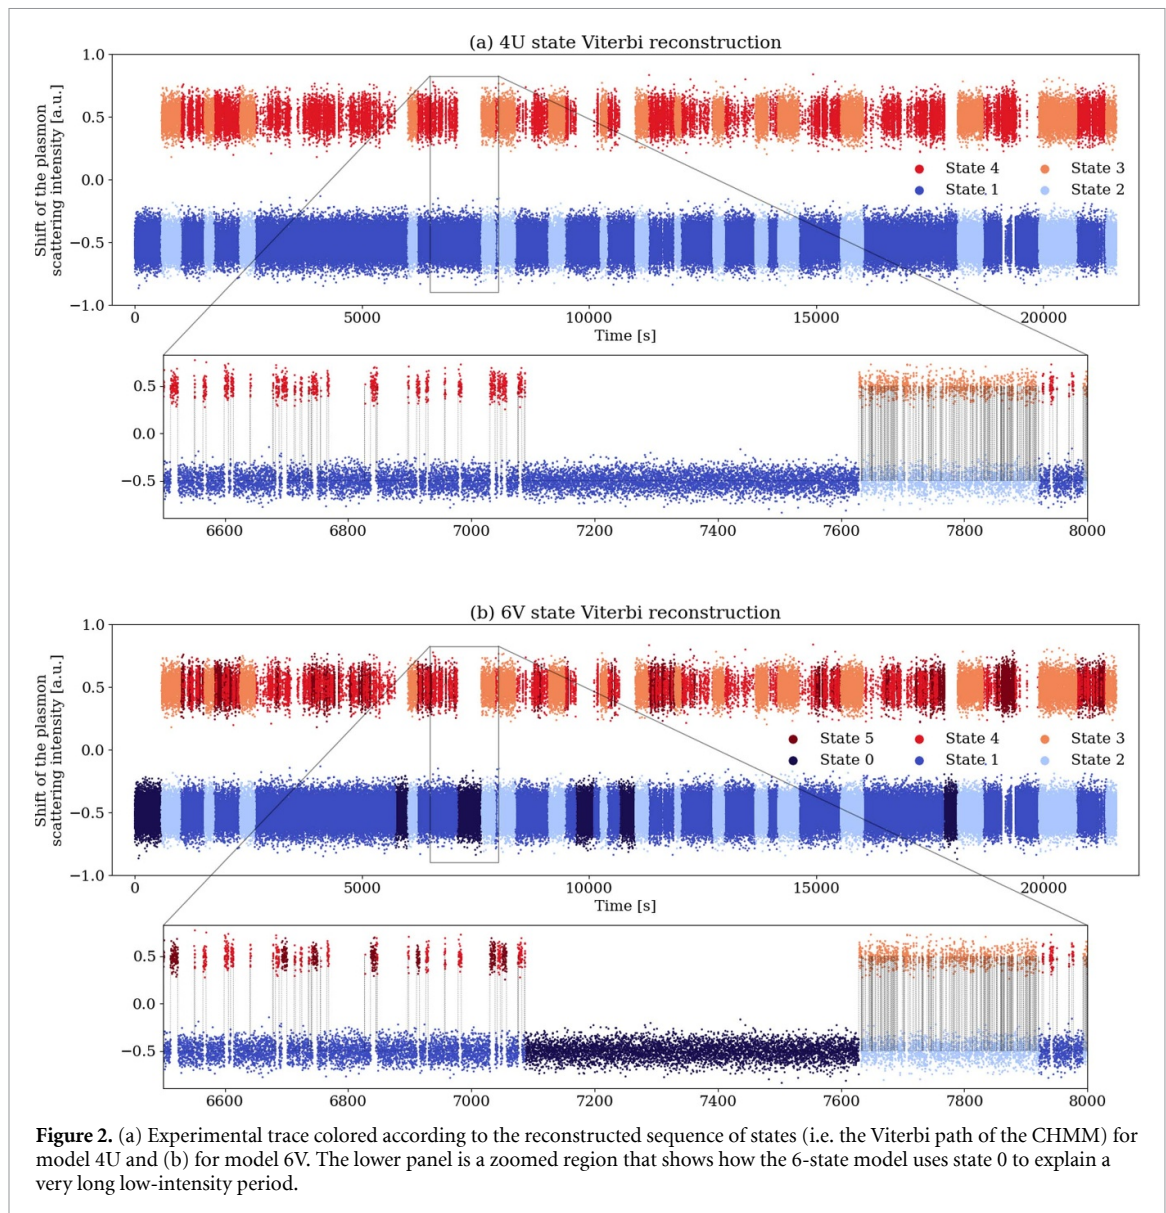 (a) 4U state Viterbi reconstruction
1.0
0.5
0.0
−0.5
−1.0
Shift of the plasmon
scattering intensity [a.u.]
State 4
State 3
State 1
State 2
0
5000
10000
15000
20000
Time [s]
0.5
0.0
−0.5
6600
6800
7000
7200
7400
7600
7800
8000
(b) 6V state Viterbi reconstruction
1.0
0.5
0.0
−0.5
−1.0
Shift of the plasmon
scattering intensity [a.u.]
State 5
State 4
State 3
State 0
State 1
State 2
0
5000
10000
15000
20000
Time [s]
0.5
0.0
−0.5
6600
6800
7000
7200
7400
7600
7800
8000
Figure 2. (a) Experimental trace colored according to the reconstructed sequence of states (i.e. the Viterbi path of the CHMM) for
model 4U and (b) for model 6V. The lower panel is a zoomed region that shows how the 6-state model uses state 0 to explain a
very long low-intensity period.